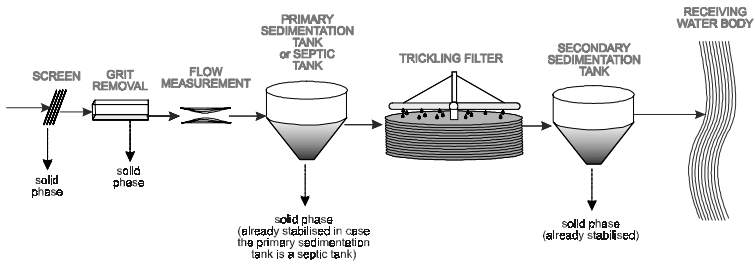 SCREEN
GRIT
REMOVAL
FLOW
MEASUREMENT
PRIMARY
SEDIMENTATION
TANK
or SEPTIC
TANK
TRICKLING FILTER
SECONDARY
SEDIMENTATION
TANK
RECEIVING
WATER BODY
solid
phase
solid
phase
solid phase
(already stabilised in case
the primary sedimentation
tank is a septic tank)
solid phase
(already stabilised)